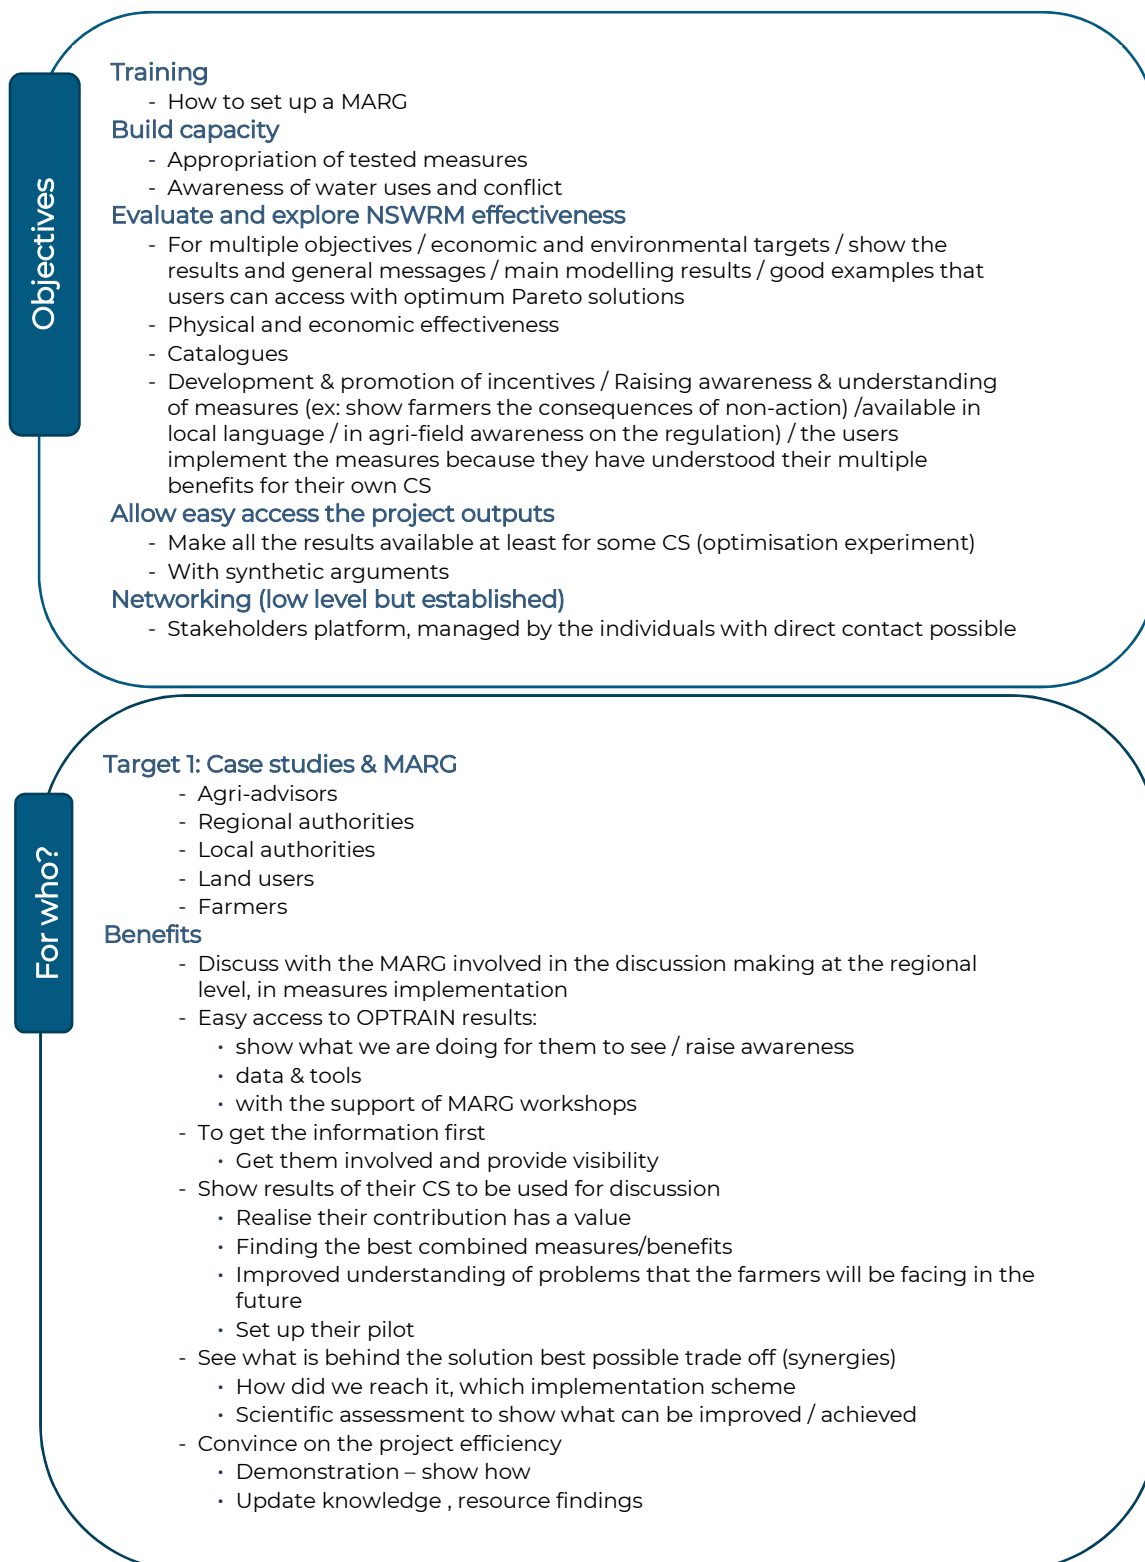 Objectives
Training
- How to set up a MARG
Build capacity
- Appropriation of tested measures
- Awareness of water uses and conflict
Evaluate and explore NSWRM effectiveness
- For multiple objectives / economic and environmental targets / show the
results and general messages / main modelling results / good examples that
users can access with optimum Pareto solutions
- Physical and economic effectiveness
- Catalogues
- Development & promotion of incentives / Raising awareness & understanding
of measures (ex: show farmers the consequences of non-action) /available in
local language / in agri-field awareness on the regulation) / the users
implement the measures because they have understood their multiple
benefits for their own CS
Allow easy access the project outputs
- Make all the results available at least for some CS (optimisation experiment)
- With synthetic arguments
Networking (low level but established)
- Stakeholders platform, managed by the individuals with direct contact possible
For who?
Target 1: Case studies & MARG
- Agri-advisors
- Regional authorities
- Local authorities
- Land users
- Farmers
Benefits
- Discuss with the MARG involved in the discussion making at the regional
level, in measures implementation
- Easy access to OPTRAIN results:
• show what we are doing for them to see / raise awareness
• data & tools
• with the support of MARG workshops
- To get the information first
• Get them involved and provide visibility
- Show results of their CS to be used for discussion
• Realise their contribution has a value
• Finding the best combined measures/benefits
• Improved understanding of problems that the farmers will be facing in the
future
• Set up their pilot
- See what is behind the solution best possible trade off (synergies)
• How did we reach it, which implementation scheme
• Scientific assessment to show what can be improved / achieved
- Convince on the project efficiency
• Demonstration – show how
• Update knowledge , resource findings